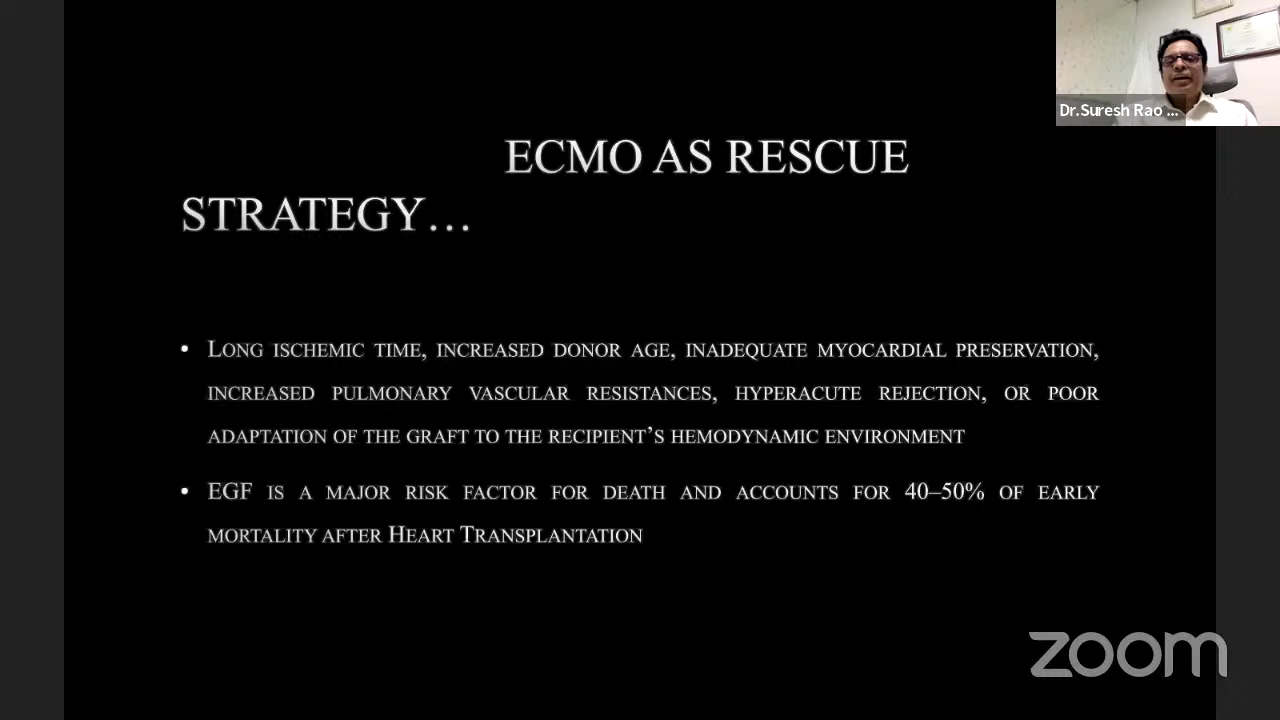 Dr.Suresh Rao ...
ECMO AS RESCUE
STRATEGY…
• LONG ISCHEMIC TIME, INCREASED DONOR AGE, INADEQUATE MYOCARDIAL PRESERVATION,
INCREASED PULMONARY VASCULAR RESISTANCES, HYPERACUTE REJECTION, OR POOR
ADAPTATION OF THE GRAFT TO THE RECIPIENT’S HEMODYNAMIC ENVIRONMENT
• EGF IS A MAJOR RISK FACTOR FOR DEATH AND ACCOUNTS FOR 40–50% OF EARLY
MORTALITY AFTER HEART TRANSPLANTATION
zoom